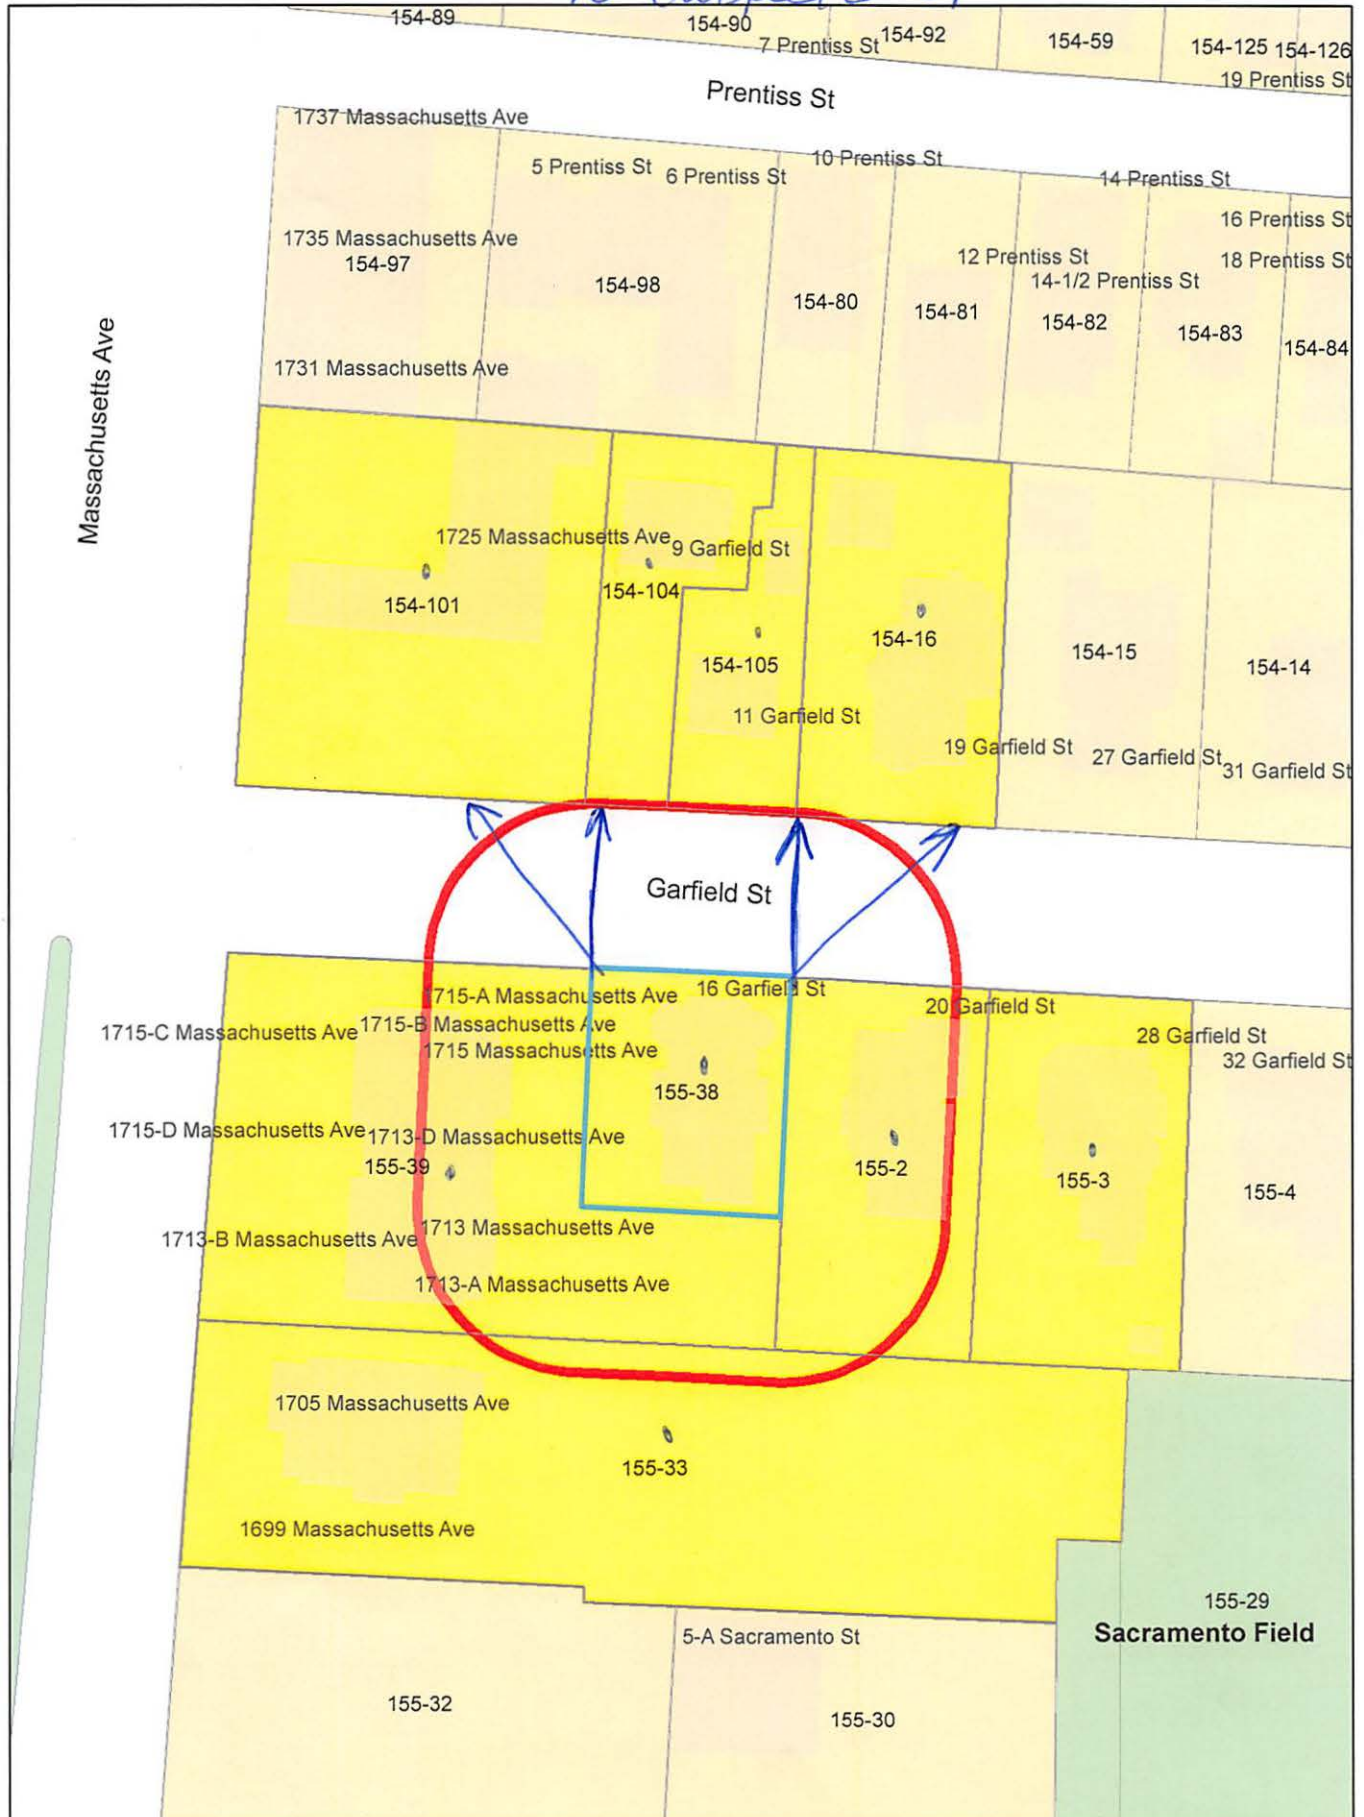 154-89
154-90
154-92
154-59
154-125
154-126
7 Prentiss St
19 Prentiss St
Prentiss St
1737 Massachusetts Ave
5 Prentiss St
6 Prentiss St
10 Prentiss St
14 Prentiss St
16 Prentiss St
1735 Massachusetts Ave
154-97
154-98
12 Prentiss St
18 Prentiss St
14-1/2 Prentiss St
154-80
154-81
154-82
154-83
154-84
1731 Massachusetts Ave
Massachusetts Ave
1725 Massachusetts Ave
9 Garfield St
154-101
154-104
154-105
154-16
154-15
154-14
11 Garfield St
19 Garfield St
27 Garfield St
31 Garfield St
Garfield St
1715-A Massachusetts Ave
16 Garfield St
20 Garfield St
1715-C Massachusetts Ave
1715-B Massachusetts Ave
28 Garfield St
1715 Massachusetts Ave
32 Garfield St
155-38
1715-D Massachusetts Ave
1713-D Massachusetts Ave
155-39
155-2
155-3
155-4
1713-B Massachusetts Ave
1713 Massachusetts Ave
1713-A Massachusetts Ave
1705 Massachusetts Ave
155-33
1699 Massachusetts Ave
155-29
Sacramento Field
5-A Sacramento St
155-32
155-30